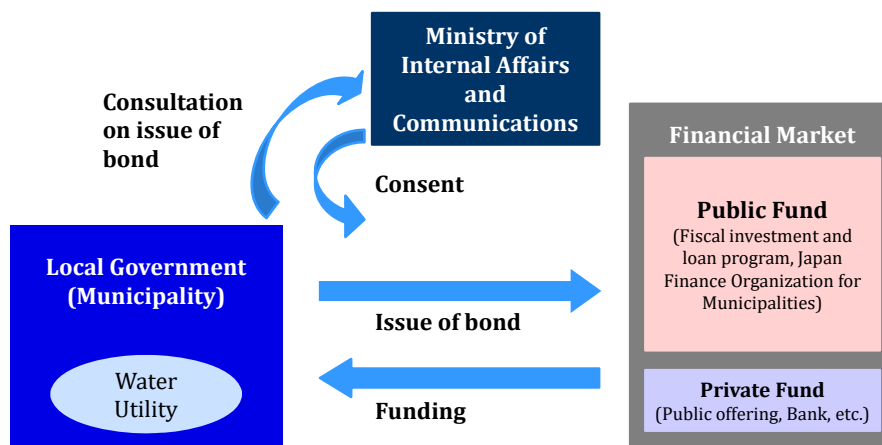 Ministry of
Internal Affairs
and
Communications
Consultation
on issue of
bond
Consent
Financial Market
Public Fund
(Fiscal investment and
loan program, Japan
Finance Organization for
Municipalities)
Local Government
(Municipality)
Issue of bond
Water
Utility
Funding
Private Fund
(Public offering, Bank, etc.)